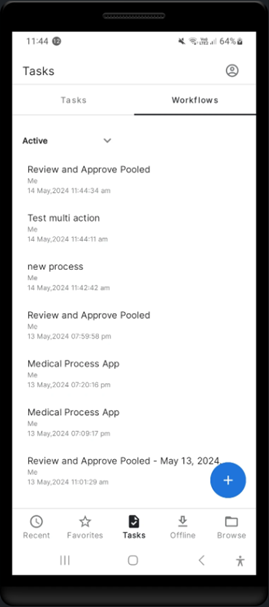 11:44
64%
Tasks
Tasks Workflows
Active
Review and Approve Pooled
Me
14 May,2024 11:44:34 am
Test multi action
Me
14 May,2024 11:44:11 am
new process
Me
14 May,2024 11:42:42 am
Review and Approve Pooled
Me
13 May,2024 07:59:58 pm
Medical Process App
Me
13 May,2024 07:20:16 pm
Medical Process App
Me
13 May,2024 07:09:17 pm
Review and Approve Pooled - May 13, 2024
Me
13 May,2024 11:01:29 am
Recent Favorites Tasks Offline Browse